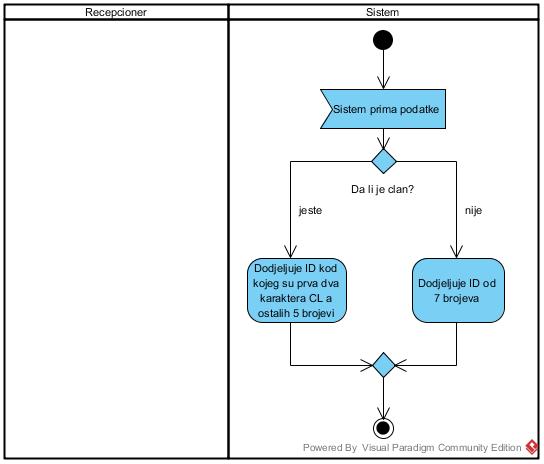 Recepcioner
Sistem
Sistem prima podatke
Da li je clan?
jeste
nije
Dodjeljuje ID kod
kojeg su prva dva
karaktera CL a
ostalih 5 brojevi
Dodjeljuje ID od
7 brojeva
Powered By Visual Paradigm Community Edition